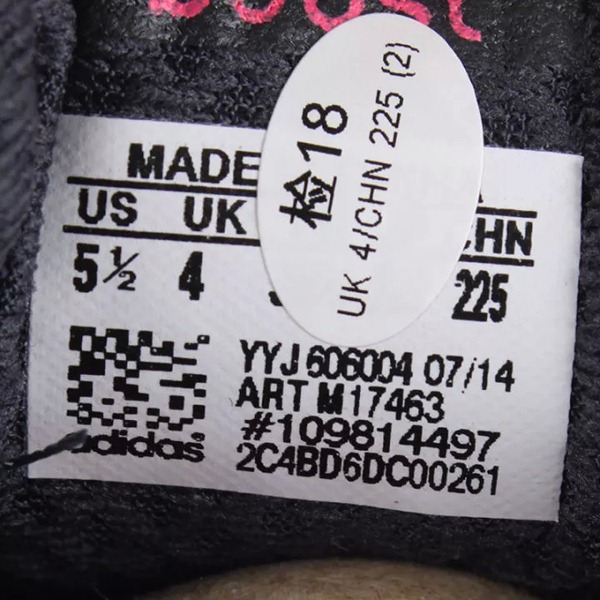 检18
UK 4/CHN 225 (2)
MADE
US UK CHN
5½ 4 225
YYJ 606004 07/14
ART M17463
#109814497
adidas
2C4BD6DC00261